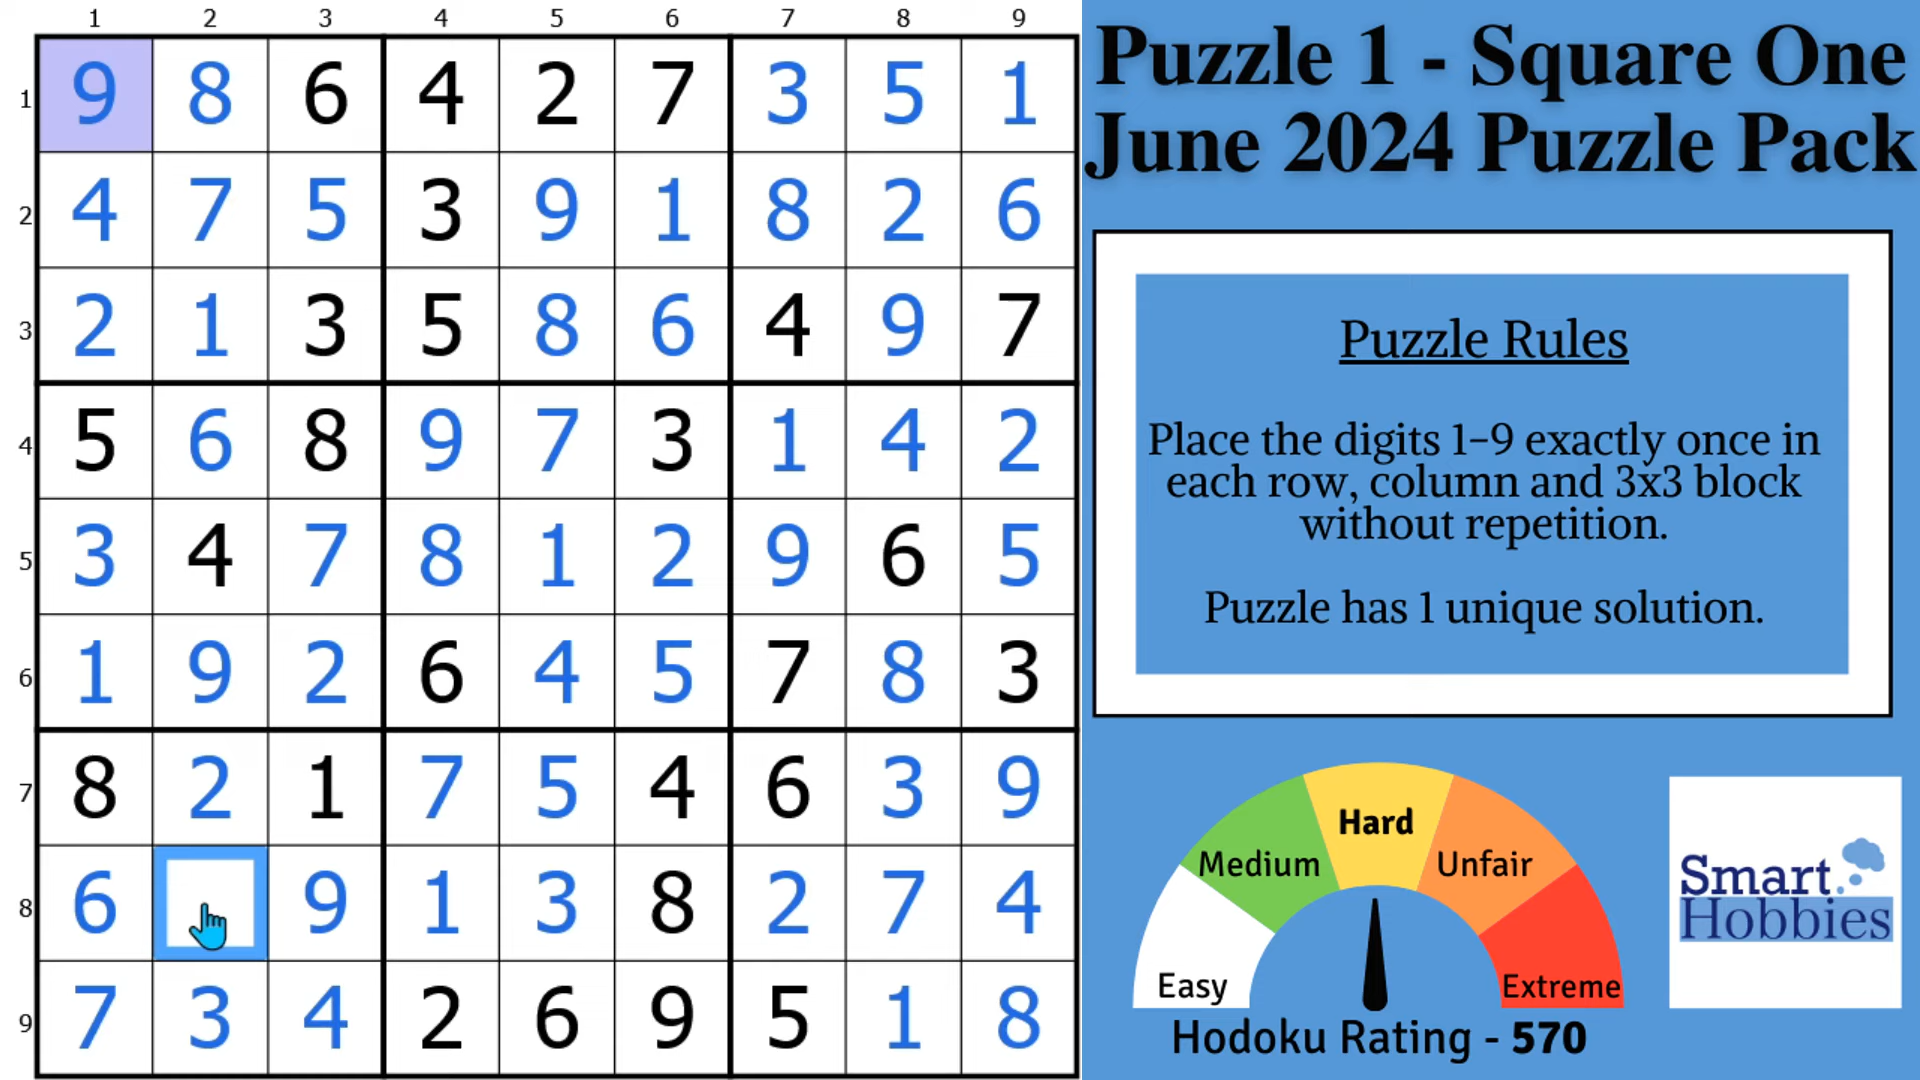 1 2 3 4 5 6 7 8 9
1 9 8 6 4 2 7 3 5 1
2 4 7 5 3 9 1 8 2 6
3 2 1 3 5 8 6 4 9 7
4 5 6 8 9 7 3 1 4 2
5 3 4 7 8 1 2 9 6 5
6 1 9 2 6 4 5 7 8 3
7 8 2 1 7 5 4 6 3 9
8 6 9 1 3 8 2 7 4
9 7 3 4 2 6 9 5 1 8
Puzzle 1 - Square One
June 2024 Puzzle Pack
Puzzle Rules
Place the digits 1-9 exactly once in
each row, column and 3x3 block
without repetition.
Puzzle has 1 unique solution.
Hard
Medium Unfair
Easy Extreme
Hodoku Rating - 570
Smart
Hobbies